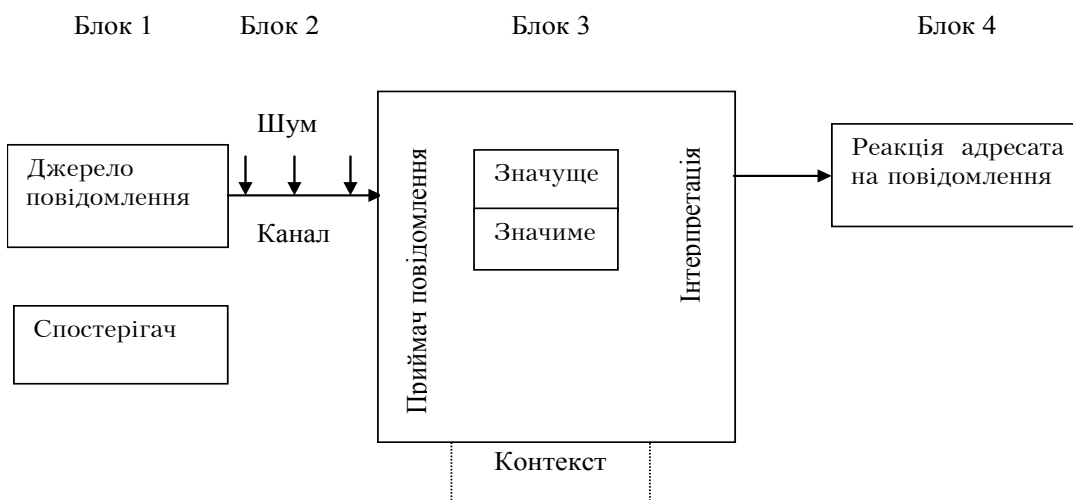 Блок 1
Блок 2
Блок 3
Блок 4
Шум
Джерело
повідомлення
Канал
Спостерігач
Приймач повідомлення
Значуще
Значиме
Інтерпретація
Контекст
Реакція адресата
на повідомлення